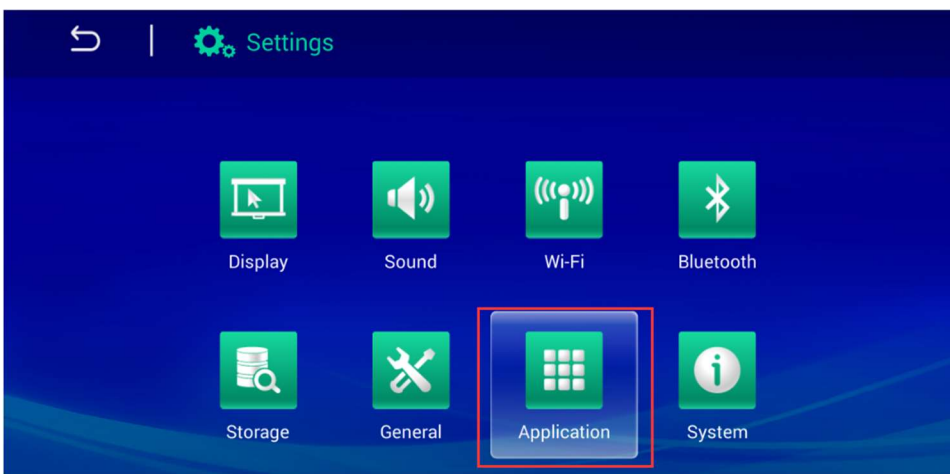 Settings
Display Sound Wi-Fi Bluetooth
Storage General Application System